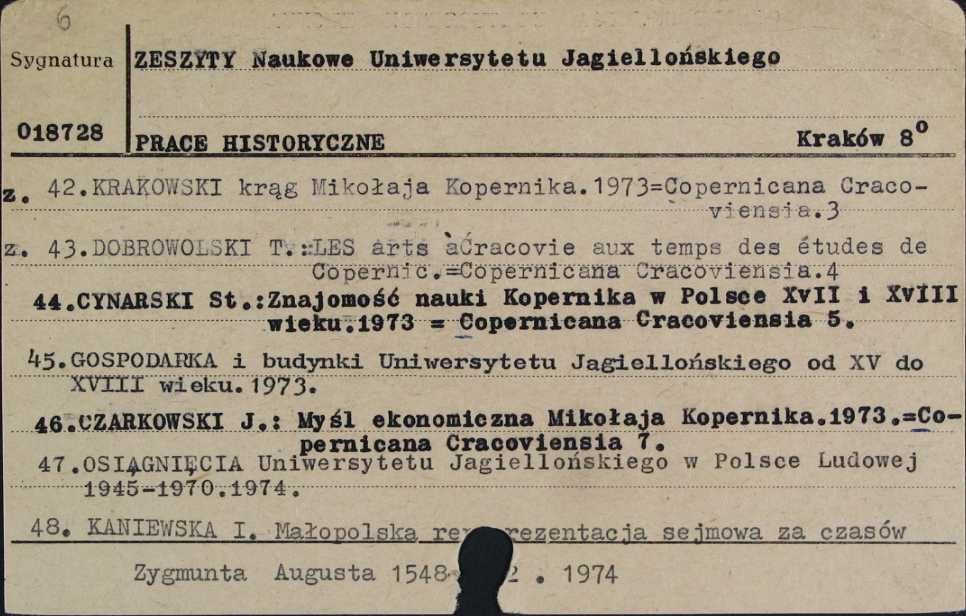 6
Sygnatura ZESZYTY Naukowe Uniwersytetu Jagiellońskiego
018728 PRACE HISTORYCZNE Kraków 8°
z. 42.KRAKOWSKI krąg Mikołaja Kopernika.1973=Copernicana Craco-
viensia.3
z. 43.DOBROWOLSKI T.:LES arts àCracovie aux temps des études de
Copernic.=Copernicana Cracoviensia.4
44.CYNARSKI St.:Znajomość nauki Kopernika w Polsce XvII i XvIII
wieku.1973 = Copernicana Cracoviensia 5.
45.GOSPODARKA i budynki Uniwersytetu Jagiellońskiego od XV do
XVIII wieku.1973.
46.CZARKOWSKI J.: Myśl ekonomiczna Mikołaja Kopernika.1973.=Co-
pernicana Cracoviensia 7.
47.OSIĄGNIĘCIA Uniwersytetu Jagiellońskiego w Polsce Ludowej
1945-1970.1974.
48. KANIEWSKA I. Małopolska re rezentacja sejmowa za czasów
Zygmunta Augusta 1548- 2 . 1974